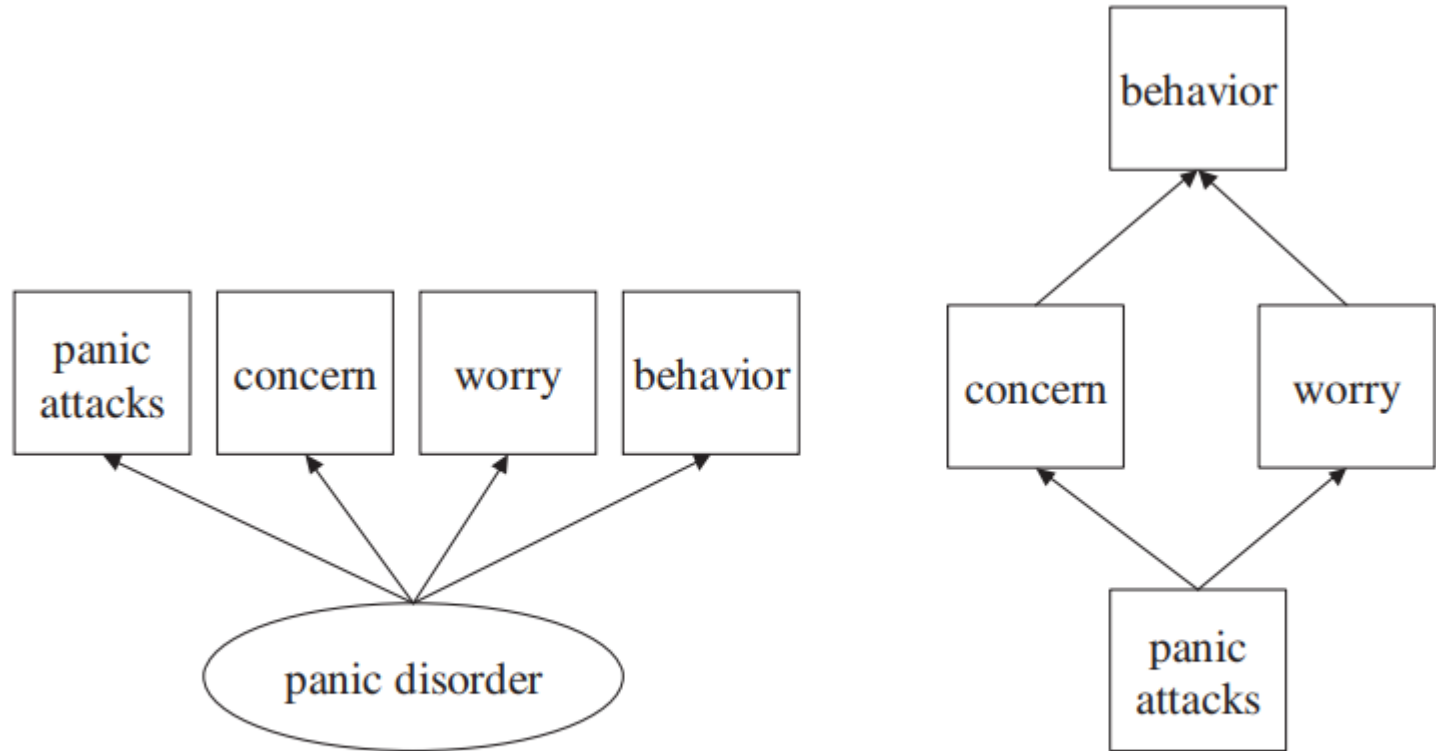 panic
attacks
concern
worry
behavior
panic disorder
behavior
concern
worry
panic
attacks